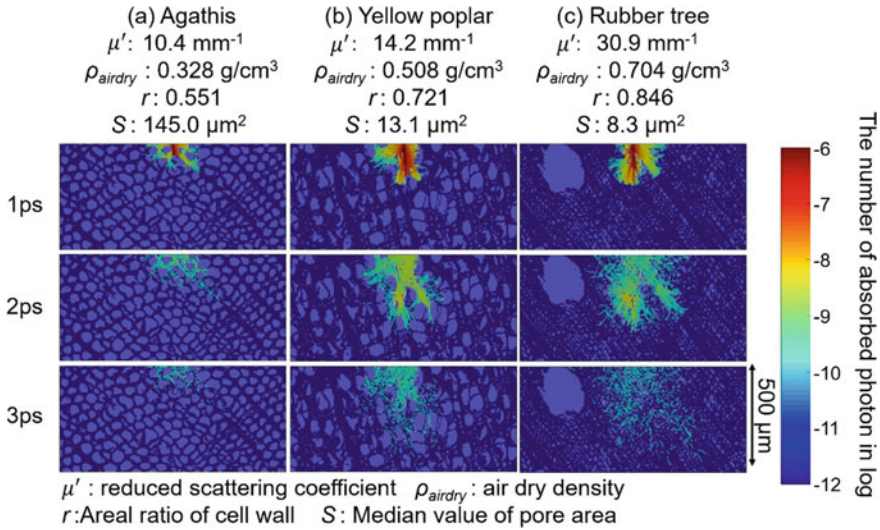 (a) Agathis
μ′: 10.4 mm⁻¹
ρairdry : 0.328 g/cm³
r: 0.551
S: 145.0 μm²
(b) Yellow poplar
μ′: 14.2 mm⁻¹
ρairdry : 0.508 g/cm³
r: 0.721
S: 13.1 μm²
(c) Rubber tree
μ′: 30.9 mm⁻¹
ρairdry : 0.704 g/cm³
r: 0.846
S: 8.3 μm²
1ps
2ps
3ps
500 μm
-6
-7
-8
-9
-10
-11
-12
The number of absorbed photon in log
μ′ : reduced scattering coefficient ρairdry : air dry density
r :Areal ratio of cell wall S : Median value of pore area